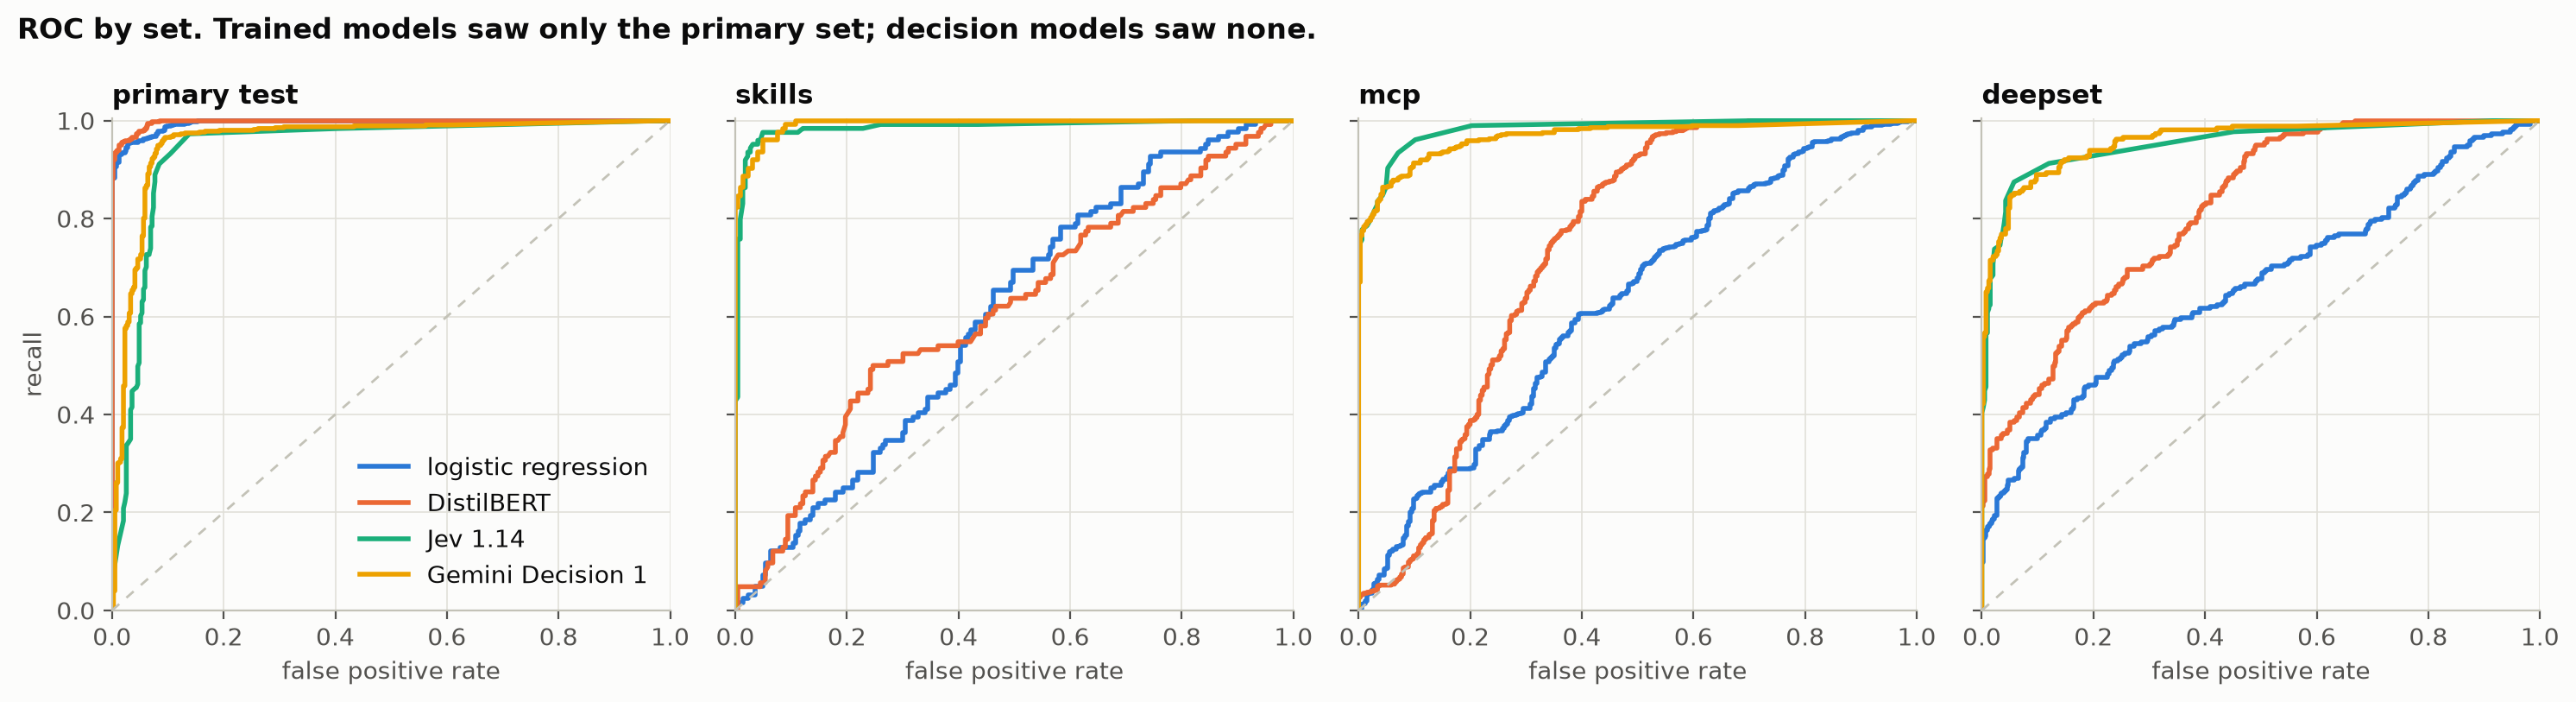 ROC by set. Trained models saw only the primary set; decision models saw none.
primary test
skills
mcp
deepset
recall
1.0
0.8
0.6
0.4
0.2
0.0
logistic regression
DistilBERT
Jev 1.14
Gemini Decision 1
0.0 0.2 0.4 0.6 0.8 1.0
0.0 0.2 0.4 0.6 0.8 1.0
0.0 0.2 0.4 0.6 0.8 1.0
0.0 0.2 0.4 0.6 0.8 1.0
false positive rate
false positive rate
false positive rate
false positive rate